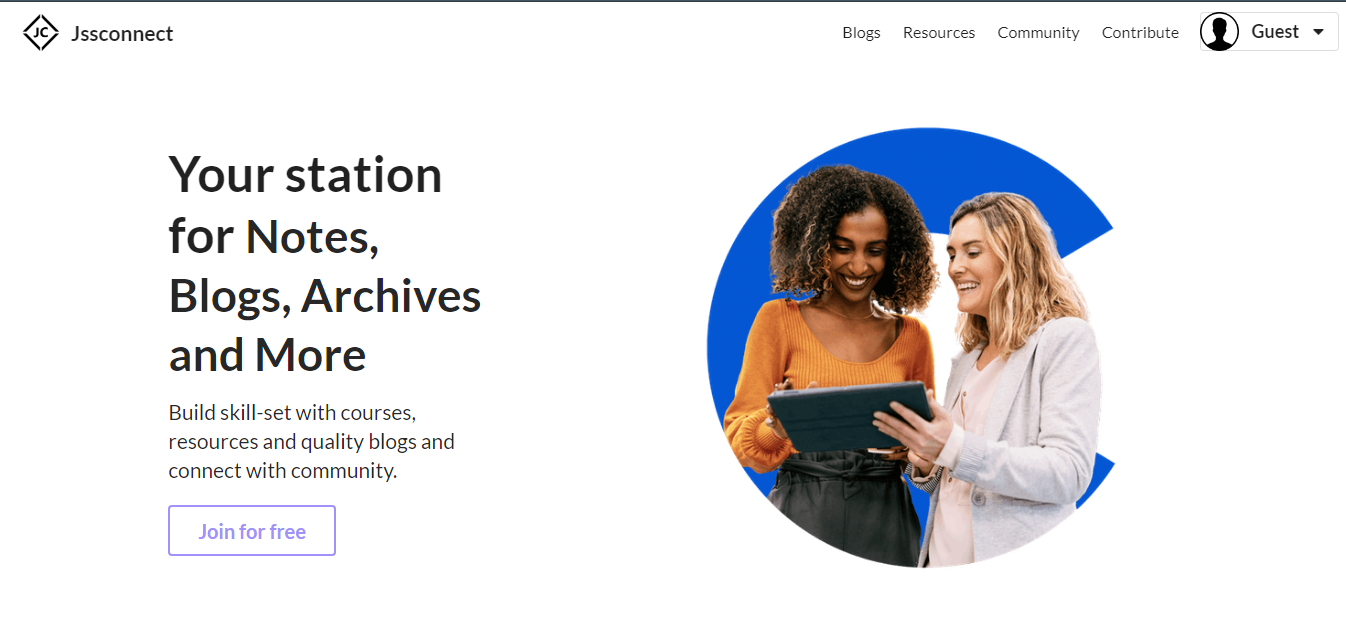 JC Jssconnect
Blogs Resources Community Contribute Guest
Your station
for Notes,
Blogs, Archives
and More
Build skill-set with courses,
resources and quality blogs and
connect with community.
Join for free